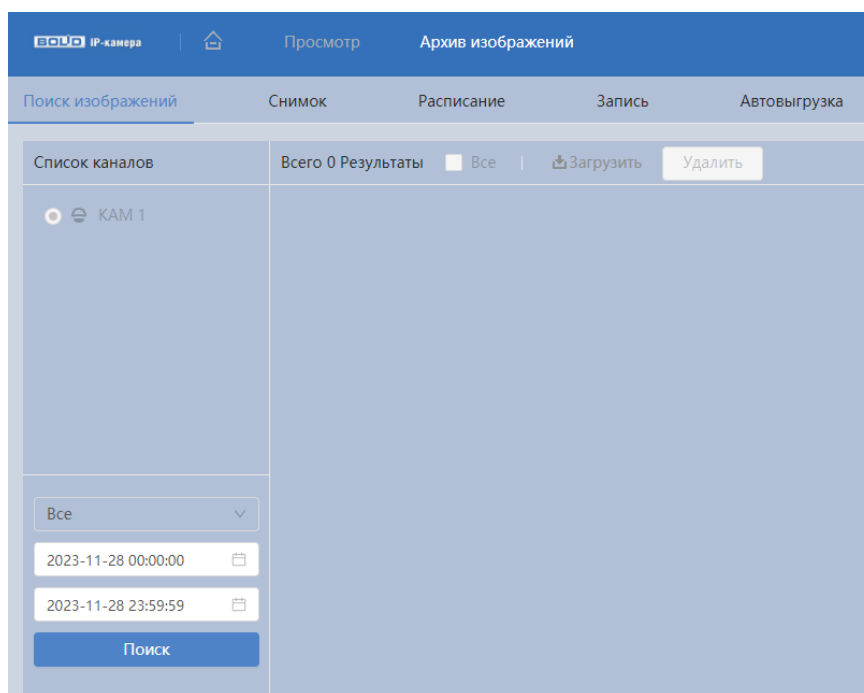 BOLID IP-камера Просмотр Архив изображений
Поиск изображений Снимок Расписание Запись Автовыгрузка
Список каналов Всего 0 Результаты Все Загрузить Удалить
КАМ 1
Все
2023-11-28 00:00:00
2023-11-28 23:59:59
Поиск